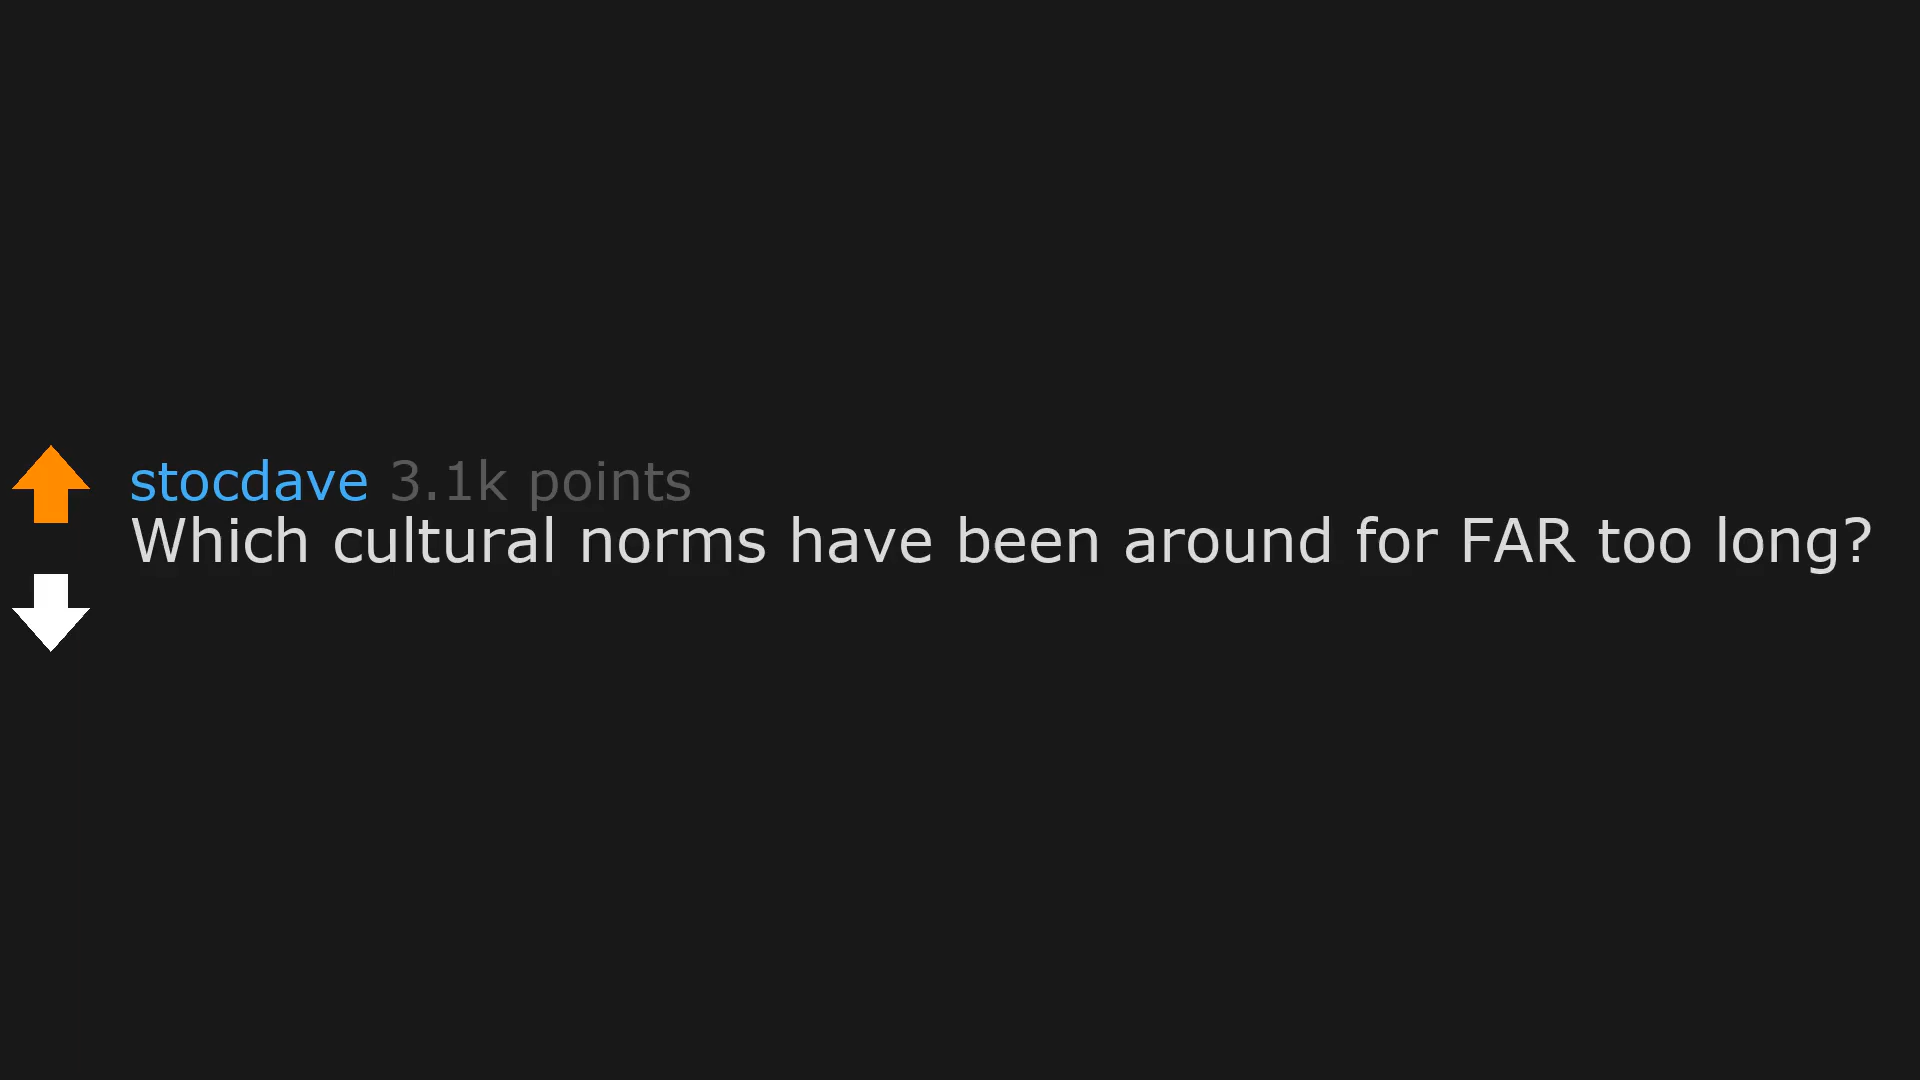 stocdave 3.1k points
Which cultural norms have been around for FAR too long?